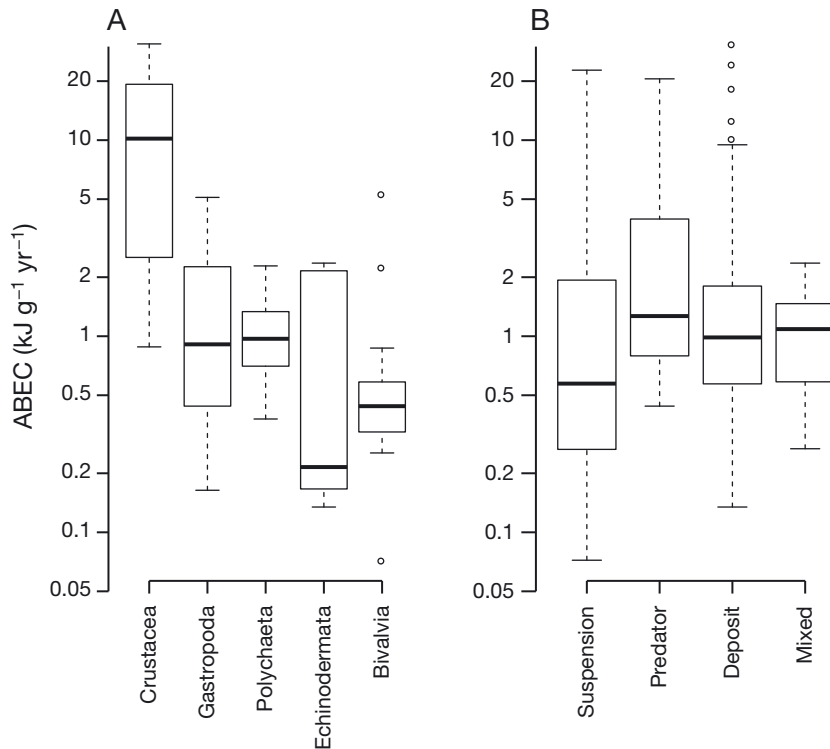 A
B
ABEC (kJ g⁻¹ yr⁻¹)
20
10
5
2
1
0.5
0.2
0.1
0.05
Crustacea
Gastropoda
Polychaeta
Echinodermata
Bivalvia
20
10
5
2
1
0.5
0.2
0.1
0.05
Suspension
Predator
Deposit
Mixed